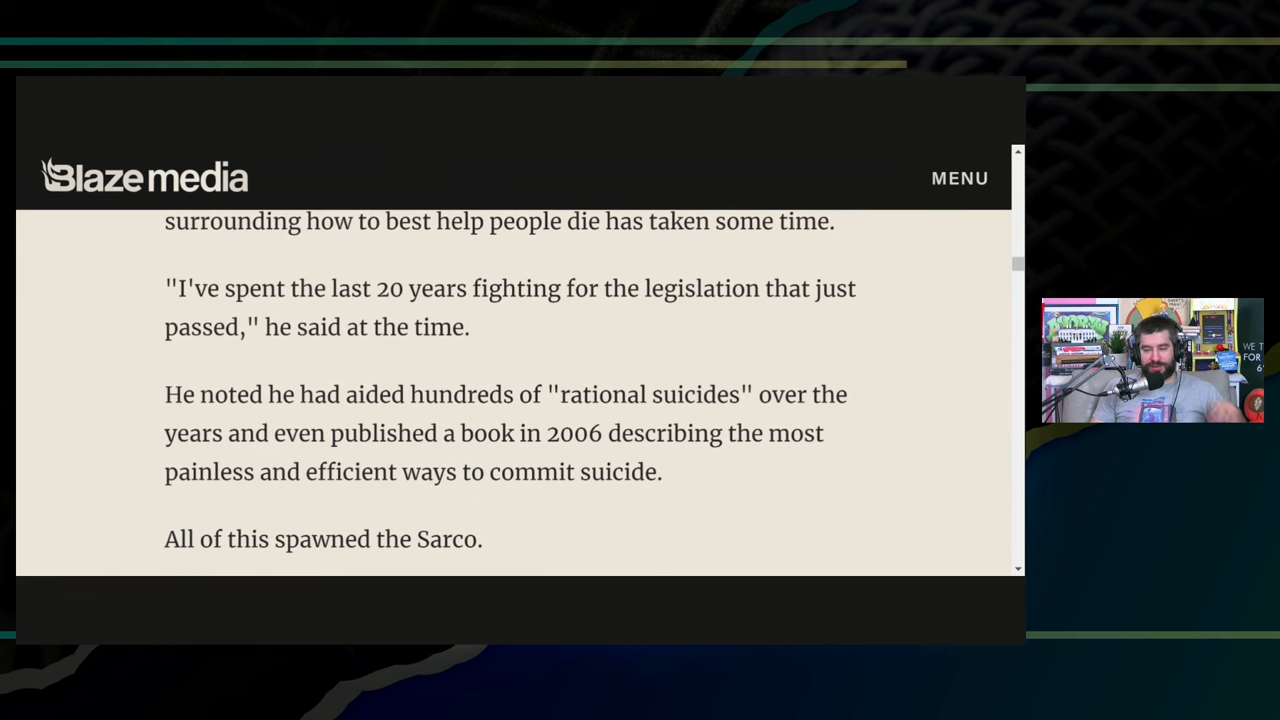 Blaze media
MENU
surrounding how to best help people die has taken some time.
"I've spent the last 20 years fighting for the legislation that just
passed," he said at the time.
He noted he had aided hundreds of "rational suicides" over the
years and even published a book in 2006 describing the most
painless and efficient ways to commit suicide.
All of this spawned the Sarco.
WE T
FOR
6